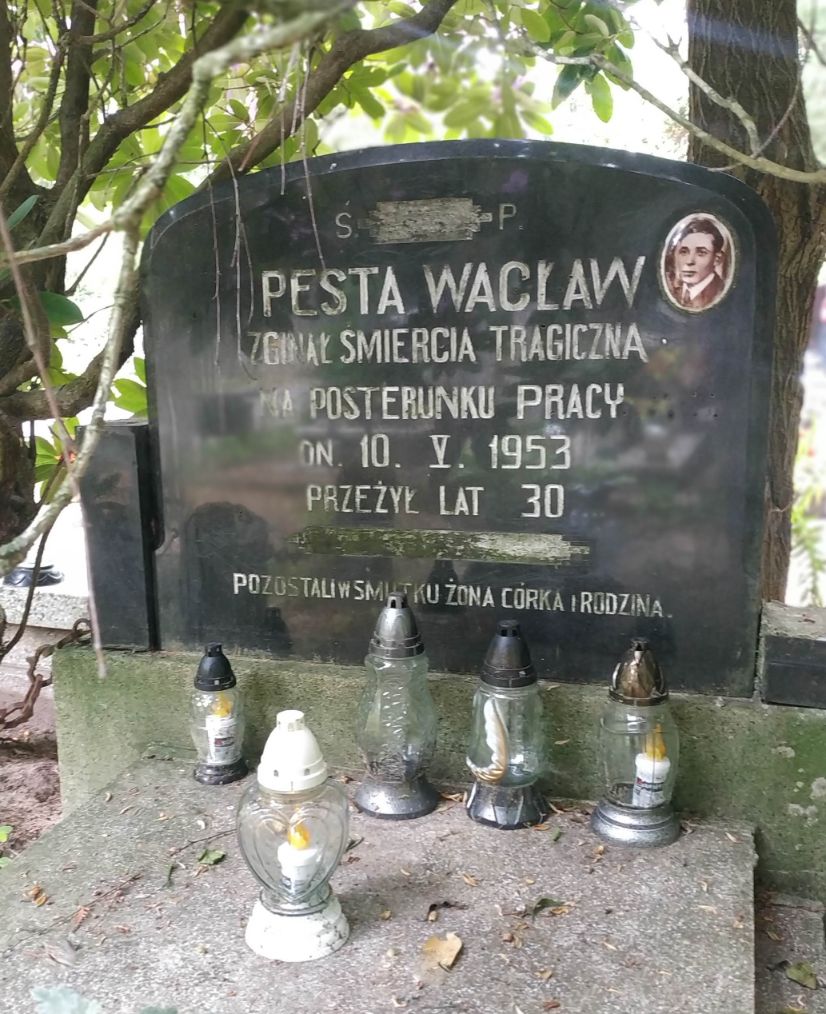 Ś P.
PESTA WACŁAW
ZGINĄŁ ŚMIERCIĄ TRAGICZNĄ
NA POSTERUNKU PRACY
DN. 10. V. 1953
PRZEŻYŁ LAT 30
POZOSTALI W SMUTKU ŻONA CÓRKA I RODZINA.